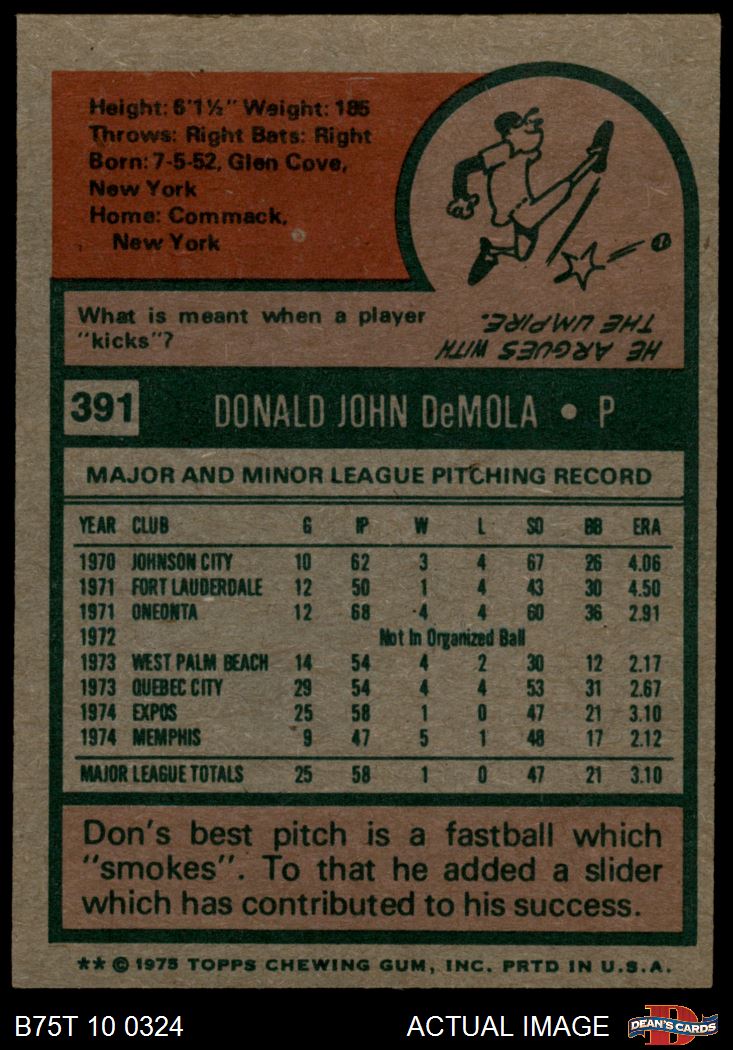 Height: 6'1½" Weight: 185
Throws: Right Bats: Right
Born: 7-5-52, Glen Cove,
New York
Home: Commack,
New York
What is meant when a player
"kicks"?
HE ARGUES WITH
THE UMPIRE.
391 DONALD JOHN DeMOLA • P
MAJOR AND MINOR LEAGUE PITCHING RECORD
YEAR CLUB G IP W L SO BB ERA
1970 JOHNSON CITY 10 62 3 4 67 26 4.06
1971 FORT LAUDERDALE 12 50 1 4 43 30 4.50
1971 ONEONTA 12 68 4 4 60 36 2.91
1972 Not In Organized Ball
1973 WEST PALM BEACH 14 54 4 2 30 12 2.17
1973 QUEBEC CITY 29 54 4 4 53 31 2.67
1974 EXPOS 25 58 1 0 47 21 3.10
1974 MEMPHIS 9 47 5 1 48 17 2.12
MAJOR LEAGUE TOTALS 25 58 1 0 47 21 3.10
Don's best pitch is a fastball which
"smokes". To that he added a slider
which has contributed to his success.
** © 1975 TOPPS CHEWING GUM, INC. PRTD IN U.S.A.
B75T 10 0324 ACTUAL IMAGE D DEAN'S CARDS